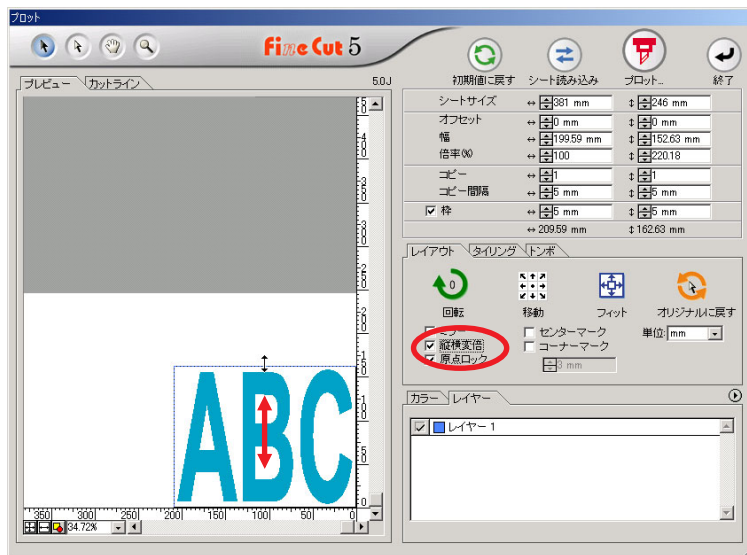 プロット
FineCut 5
5.0J
初期値に戻す シート読み込み プロット... 終了
プレビュー カットライン
シートサイズ 381 mm 246 mm
オフセット 0 mm 0 mm
幅 199.59 mm 152.63 mm
倍率(%) 100 220.18
コピー 1 1
コピー間隔 5 mm 5 mm
枠 5 mm 5 mm
209.59 mm 162.63 mm
レイアウト タイリング トンボ
0
回転 移動 フィット オリジナルに戻す
ミラー センターマーク 単位: mm
縦横変倍 コーナーマーク
原点ロック 8 mm
カラー レイヤー
レイヤー 1
ABC
350 300 250 200 150 100 50 0
34.72%